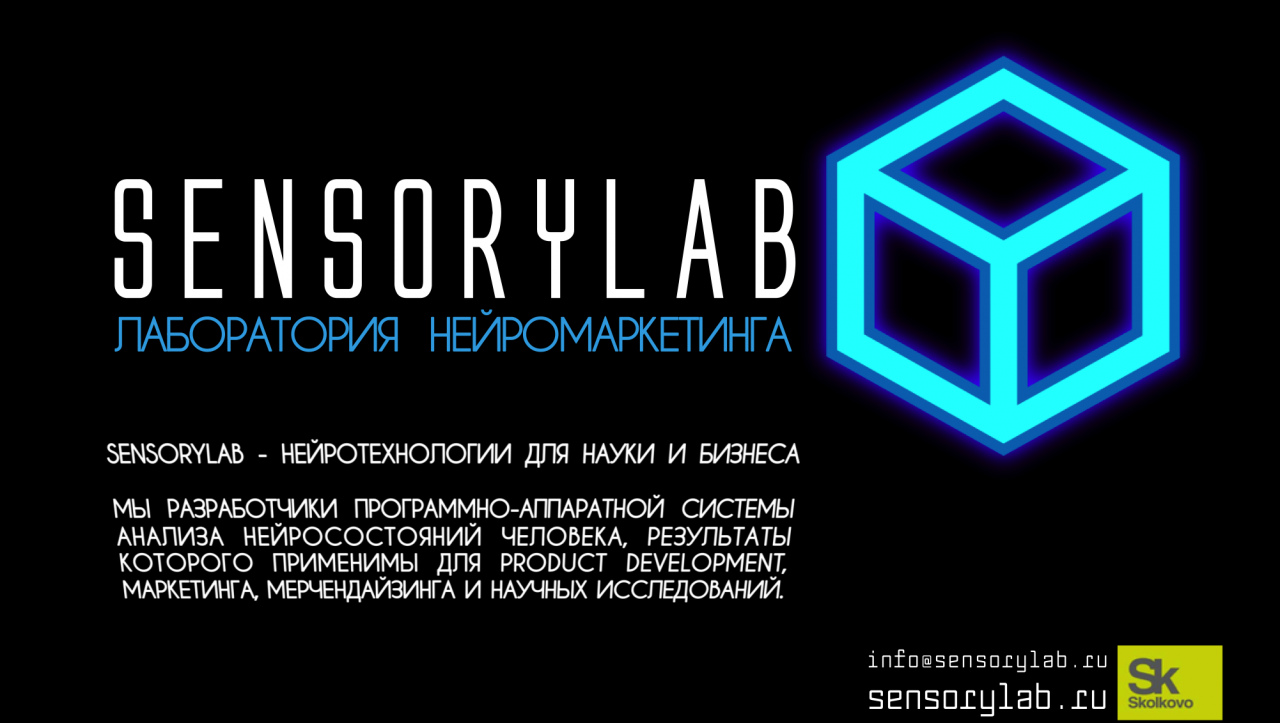 SENSORYLAB
ЛАБОРАТОРИЯ НЕЙРОМАРКЕТИНГА
SENSORYLAB - НЕЙРОТЕХНОЛОГИИ ДЛЯ НАУКИ И БИЗНЕСА
МЫ РАЗРАБОТЧИКИ ПРОГРАММНО-АППАРАТНОЙ СИСТЕМЫ
АНАЛИЗА НЕЙРОСОСТОЯНИЙ ЧЕЛОВЕКА, РЕЗУЛЬТАТЫ
КОТОРОГО ПРИМЕНИМЫ ДЛЯ PRODUCT DEVELOPMENT,
МАРКЕТИНГА, МЕРЧЕНДАЙЗИНГА И НАУЧНЫХ ИССЛЕДОВАНИЙ.
info@sensorylab.ru
sensorylab.ru
Sk
Skolkovo